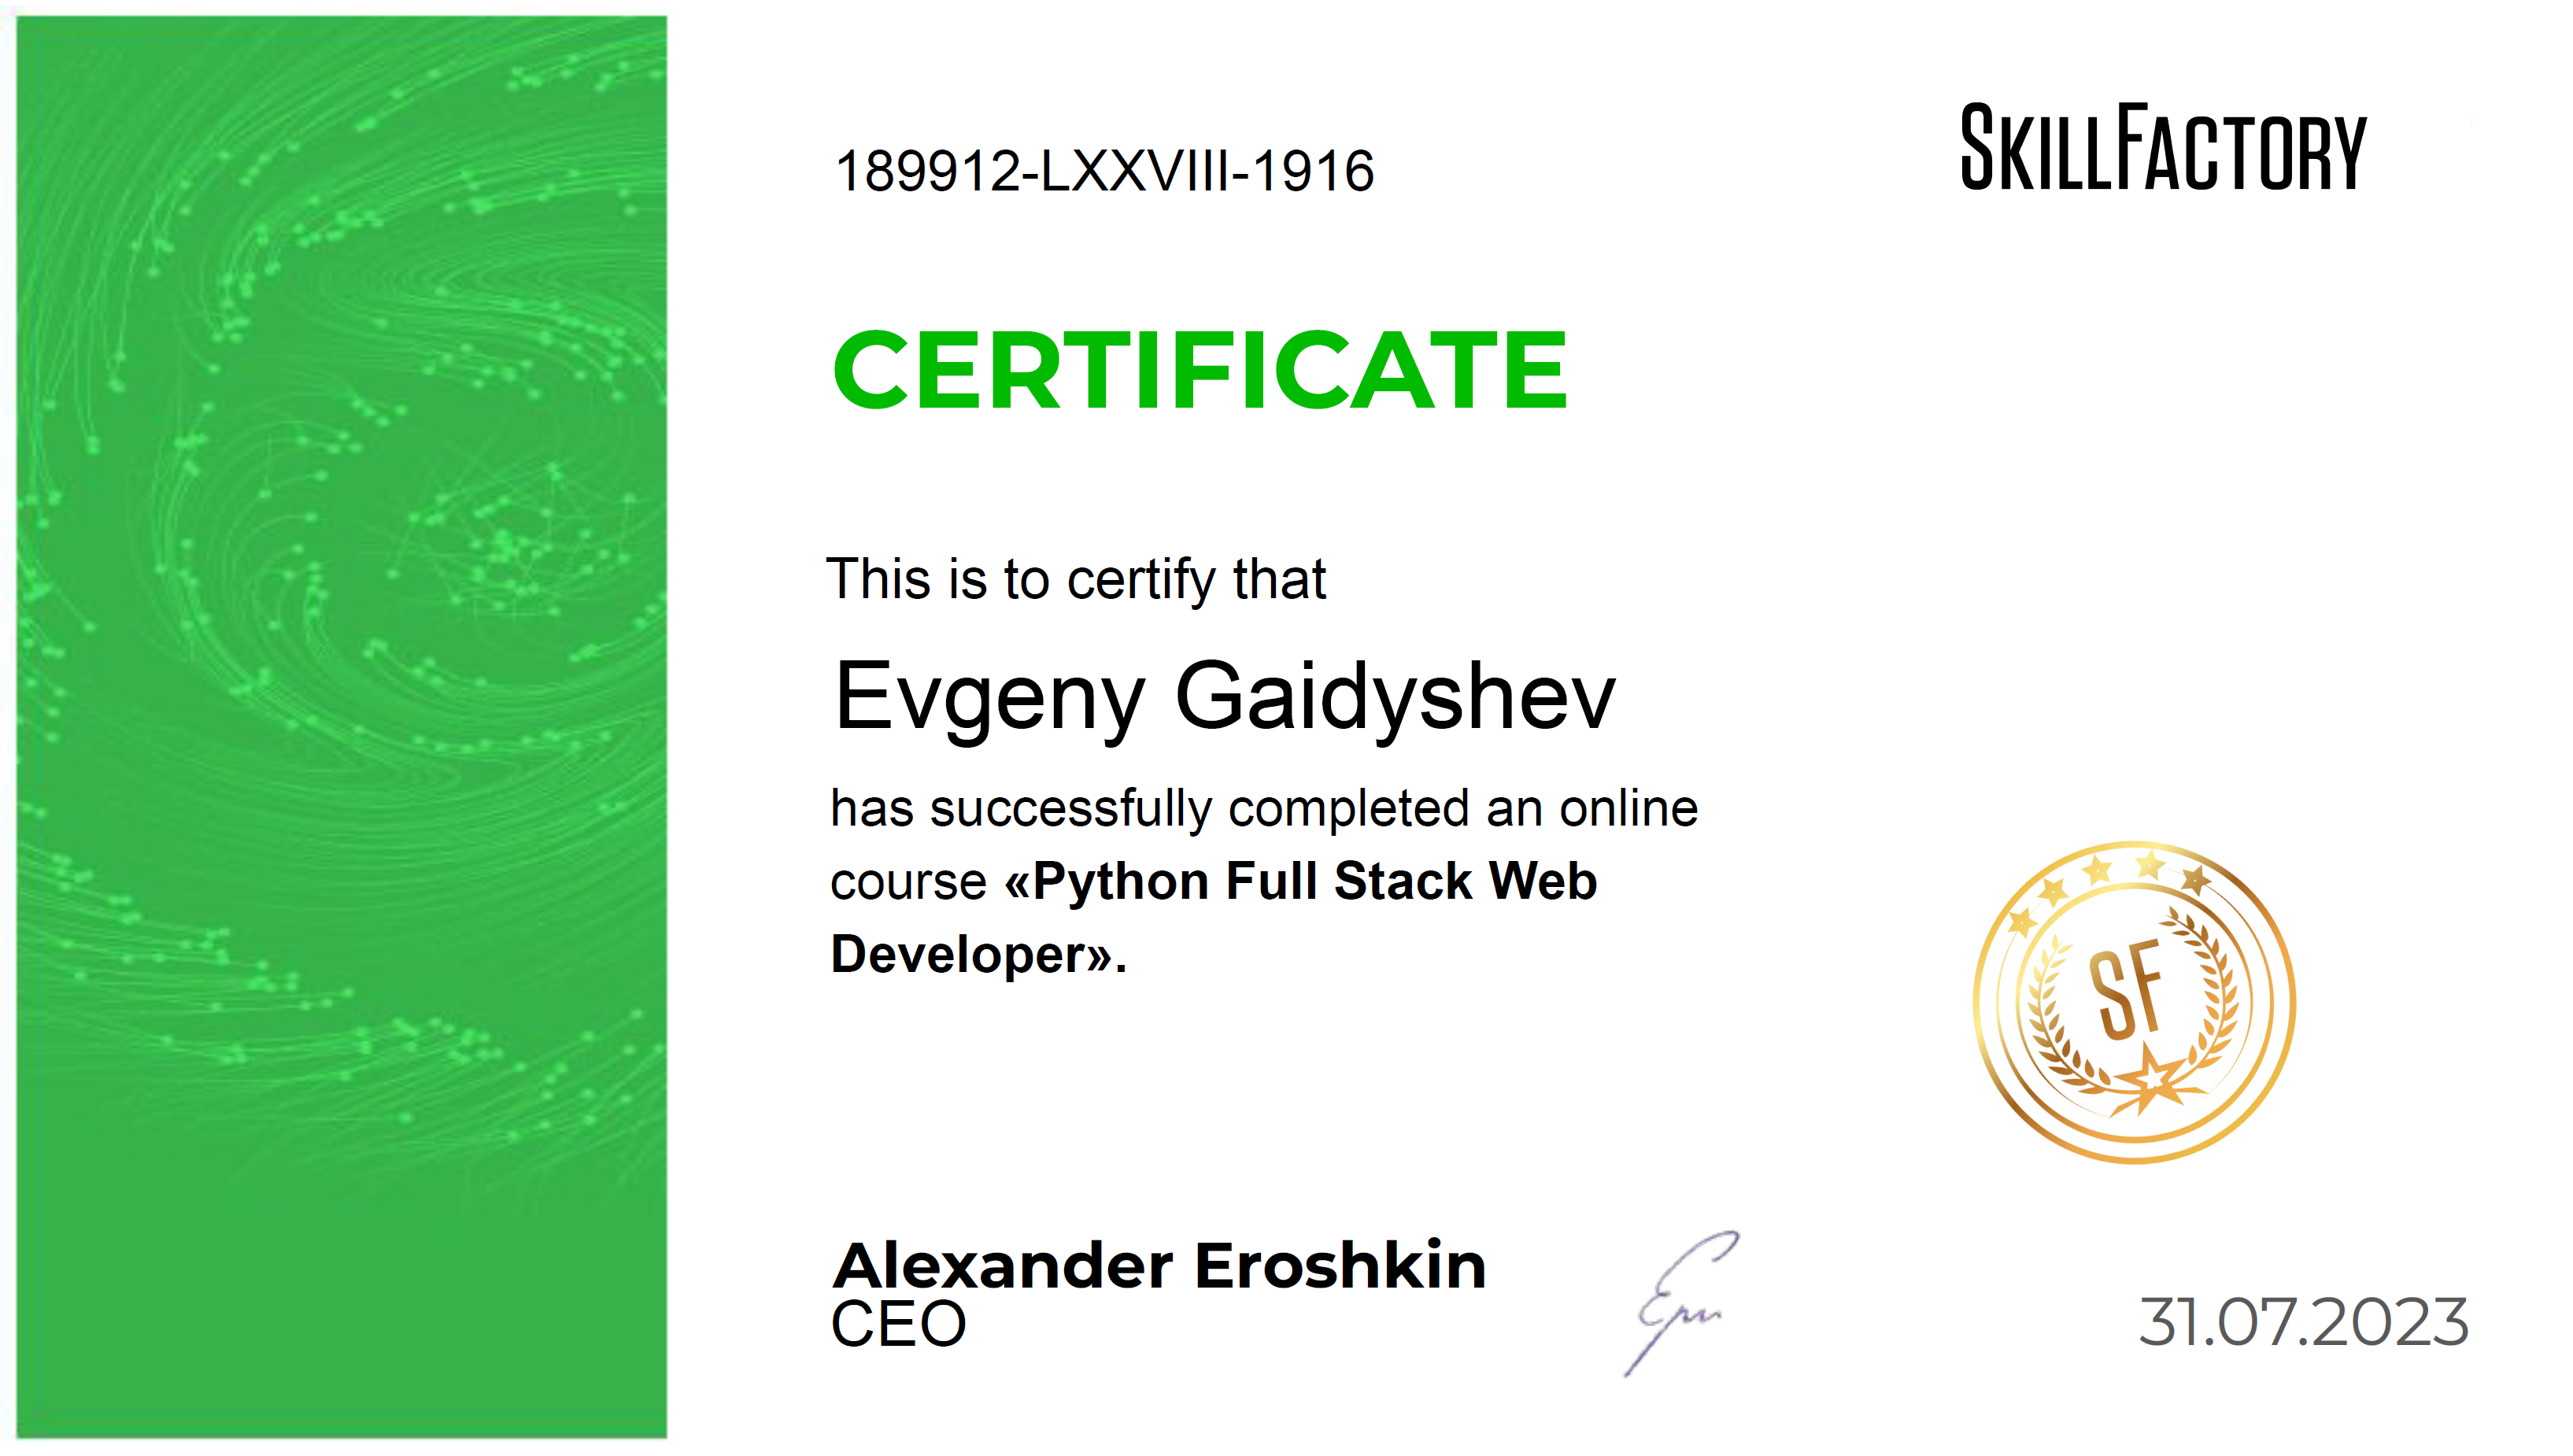 189912-LXXVIII-1916
SKILLFACTORY
CERTIFICATE
This is to certify that
Evgeny Gaidyshev
has successfully completed an online
course «Python Full Stack Web
Developer».
SF
Alexander Eroshkin
CEO
31.07.2023